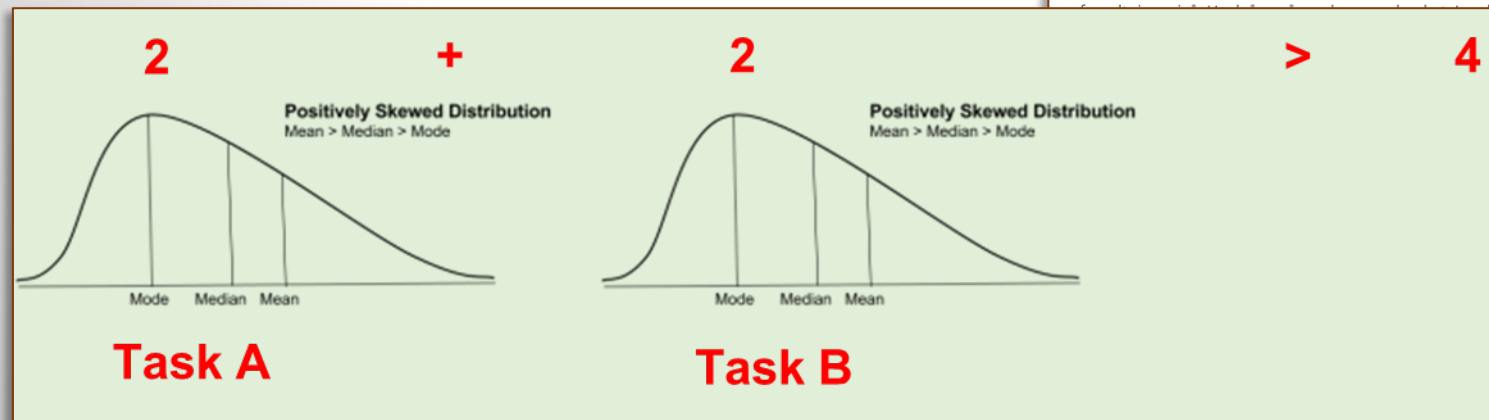 2 + 2 > 4
Positively Skewed Distribution
Mean > Median > Mode
Mode Median Mean
Task A
Positively Skewed Distribution
Mean > Median > Mode
Mode Median Mean
Task B